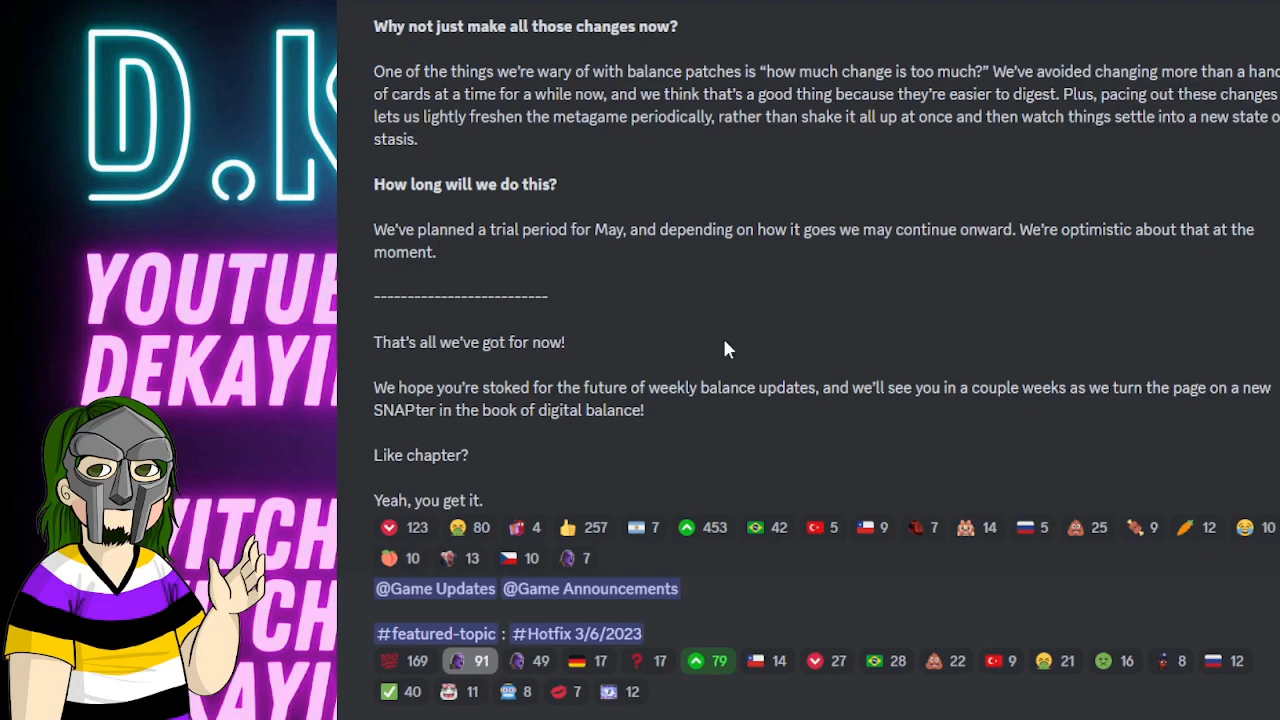 D.K
YOUTUBE
DEKAYI
WITCH
Why not just make all those changes now?
One of the things we're wary of with balance patches is “how much change is too much?” We've avoided changing more than a hand
of cards at a time for a while now, and we think that's a good thing because they're easier to digest. Plus, pacing out these changes
lets us lightly freshen the metagame periodically, rather than shake it all up at once and then watch things settle into a new state o
stasis.
How long will we do this?
We've planned a trial period for May, and depending on how it goes we may continue onward. We're optimistic about that at the
moment.
--------------------------
That's all we've got for now!
We hope you're stoked for the future of weekly balance updates, and we'll see you in a couple weeks as we turn the page on a new
SNAPter in the book of digital balance!
Like chapter?
Yeah, you get it.
123 80 4 257 7 453 42 5 9 7 14 5 25 9 12 10
10 13 10 7
@Game Updates @Game Announcements
#featured-topic : #Hotfix 3/6/2023
169 91 49 17 17 79 14 27 28 22 9 21 16 8 12
40 11 8 7 12